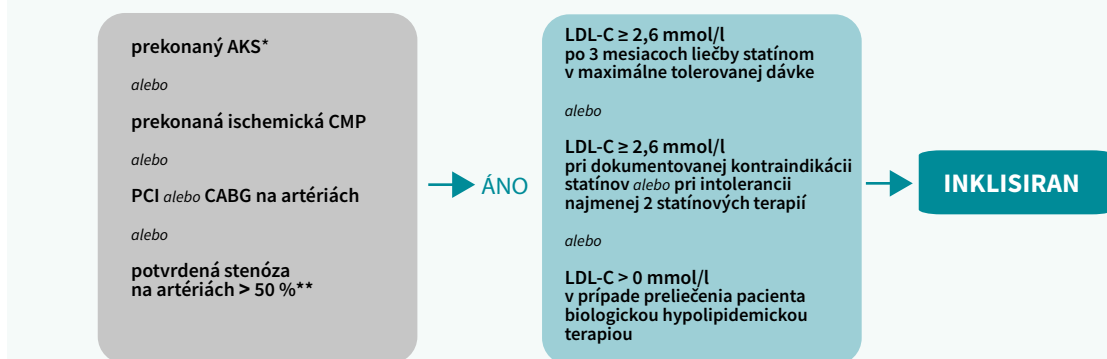 prekonaný AKS*
alebo
prekonaná ischemická CMP
alebo
PCI alebo CABG na artériách
alebo
potvrdená stenóza
na artériách > 50 %**
ÁNO
LDL-C ≥ 2,6 mmol/l
po 3 mesiacoch liečby statínom
v maximálne tolerovanej dávke
alebo
LDL-C ≥ 2,6 mmol/l
pri dokumentovanej kontraindikácii
statínov alebo pri intolerancii
najmenej 2 statínových terapií
alebo
LDL-C > 0 mmol/l
v prípade preliečenia pacienta
biologickou hypolipidemickou
terapiou
INKLISIRAN